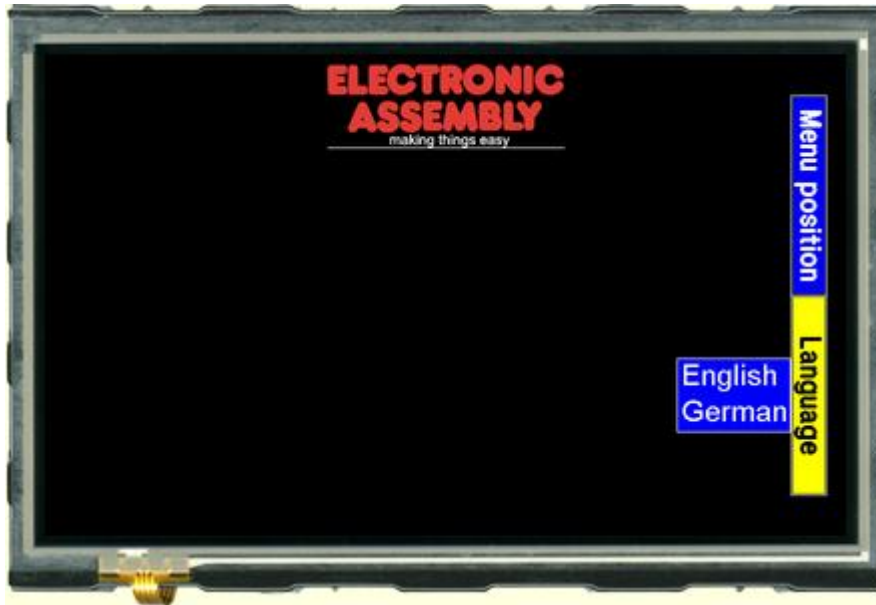 ELECTRONIC
ASSEMBLY
making things easy
Menu position
Language
English
German